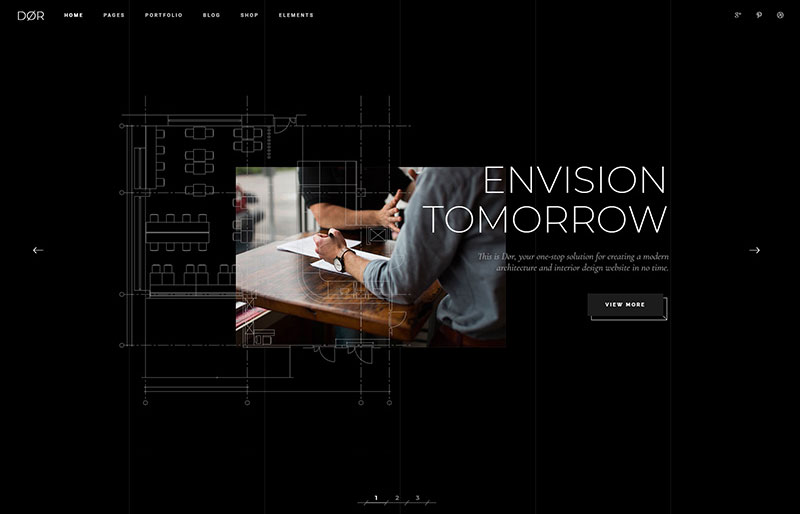 DØR
HOME PAGES PORTFOLIO BLOG SHOP ELEMENTS
ENVISION
TOMORROW
This is Dør, your one-stop solution for creating a modern
architecture and interior design website in no time.
VIEW MORE
1 2 3